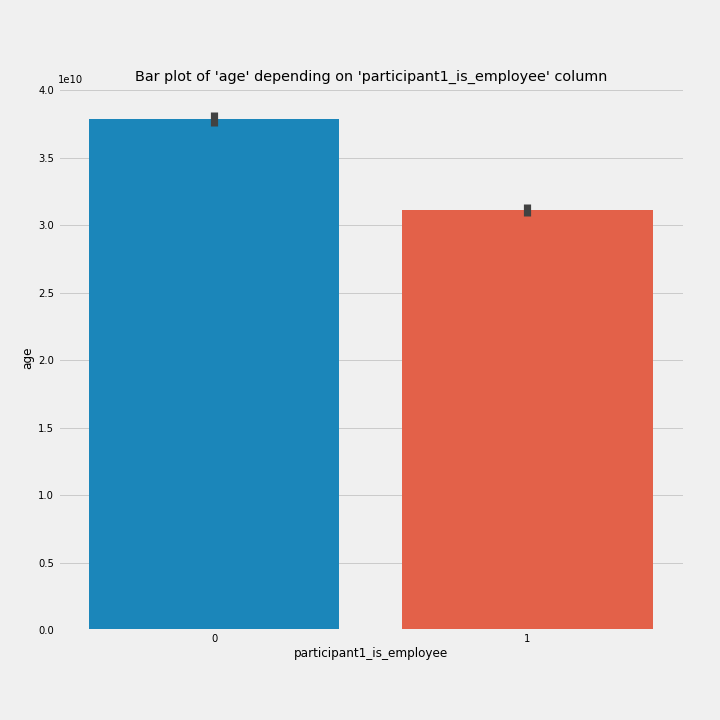 Bar plot of 'age' depending on 'participant1_is_employee' column
1e10
4.0
3.5
3.0
2.5
2.0
1.5
1.0
0.5
0.0
age
0
1
participant1_is_employee